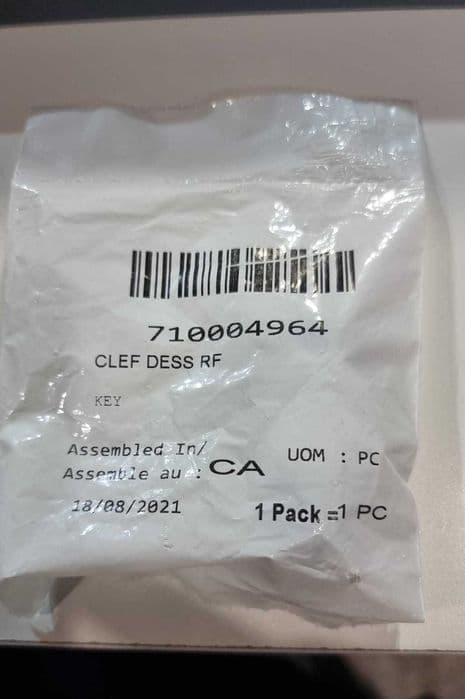 710004964
CLEF DESS RF
KEY
Assembled In/
Assemble au : CA
UOM : PC
18/08/2021
1 Pack =1 PC